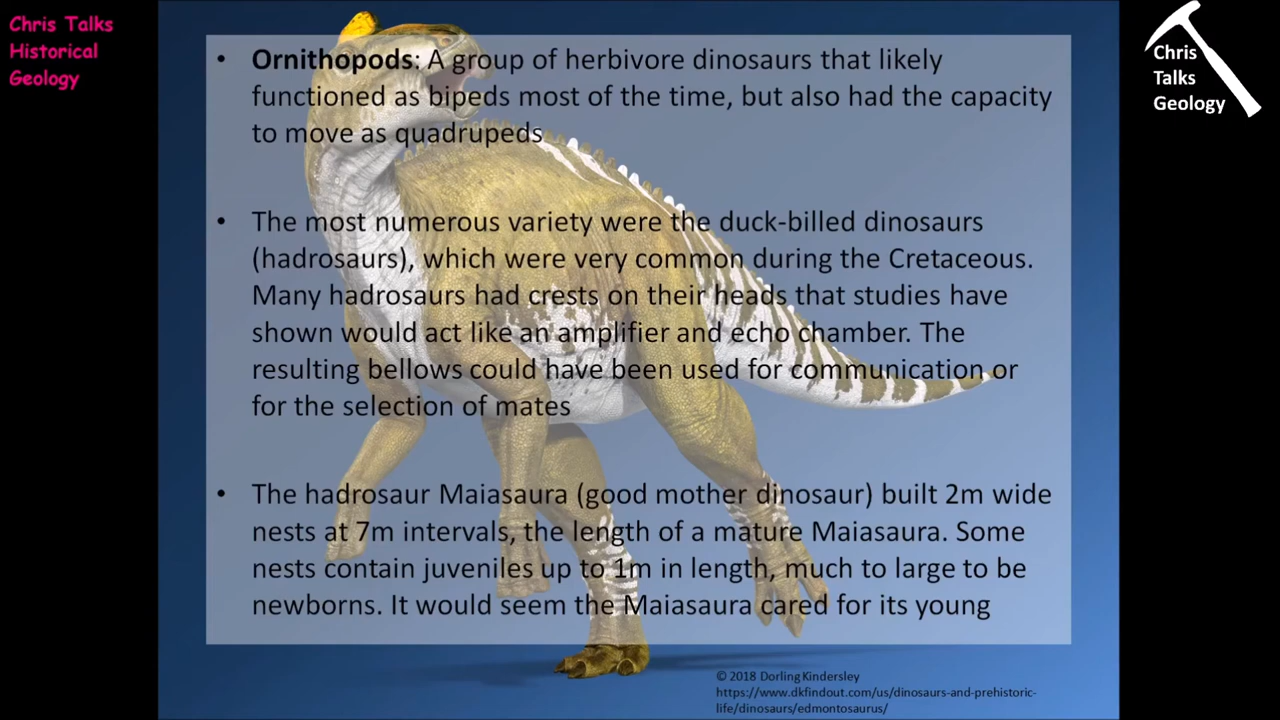 Chris Talks
Historical
Geology
Chris
Talks
Geology
• Ornithopods: A group of herbivore dinosaurs that likely
functioned as bipeds most of the time, but also had the capacity
to move as quadrupeds
• The most numerous variety were the duck-billed dinosaurs
(hadrosaurs), which were very common during the Cretaceous.
Many hadrosaurs had crests on their heads that studies have
shown would act like an amplifier and echo chamber. The
resulting bellows could have been used for communication or
for the selection of mates
• The hadrosaur Maiasaura (good mother dinosaur) built 2m wide
nests at 7m intervals, the length of a mature Maiasaura. Some
nests contain juveniles up to 1m in length, much to large to be
newborns. It would seem the Maiasaura cared for its young
© 2018 Dorling Kindersley
https://www.dkfindout.com/us/dinosaurs-and-prehistoric-
life/dinosaurs/edmontosaurus/